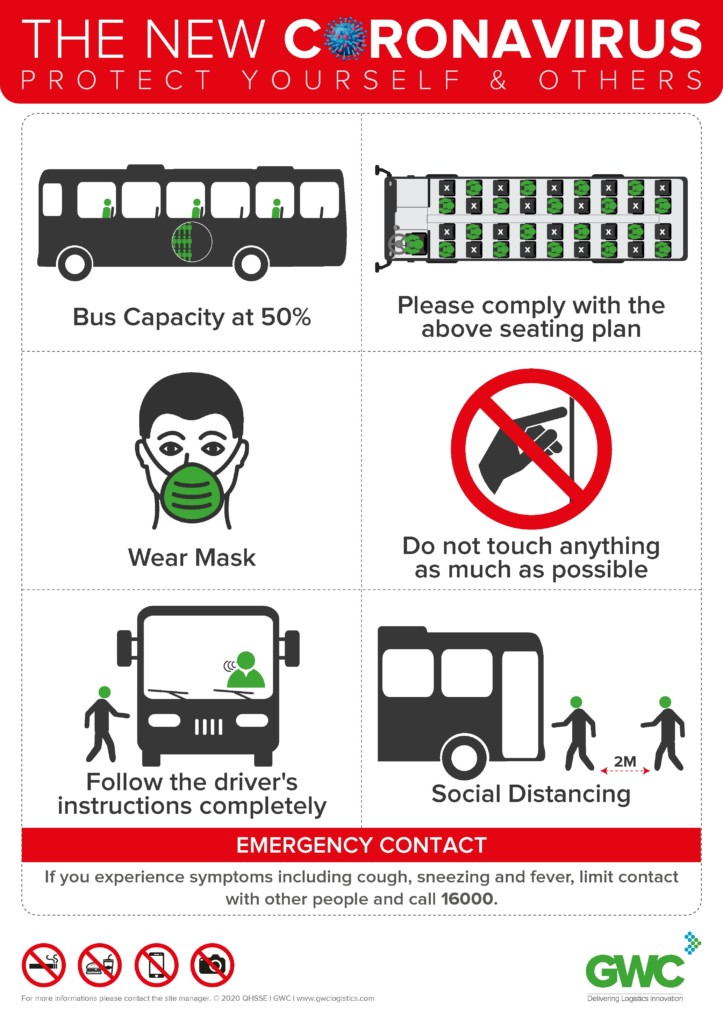 THE NEW CORONAVIRUS
PROTECT YOURSELF & OTHERS
Bus Capacity at 50%
x x x x x
x x x x
x x x x x
x x x x
Please comply with the
above seating plan
Wear Mask
Do not touch anything
as much as possible
Follow the driver's
instructions completely
2M
Social Distancing
EMERGENCY CONTACT
If you experience symptoms including cough, sneezing and fever, limit contact
with other people and call 16000.
GWC
Delivering Logistics Innovation
For more informations please contact the site manager. © 2020 QHSSE I GWC I www.gwclogistics.com